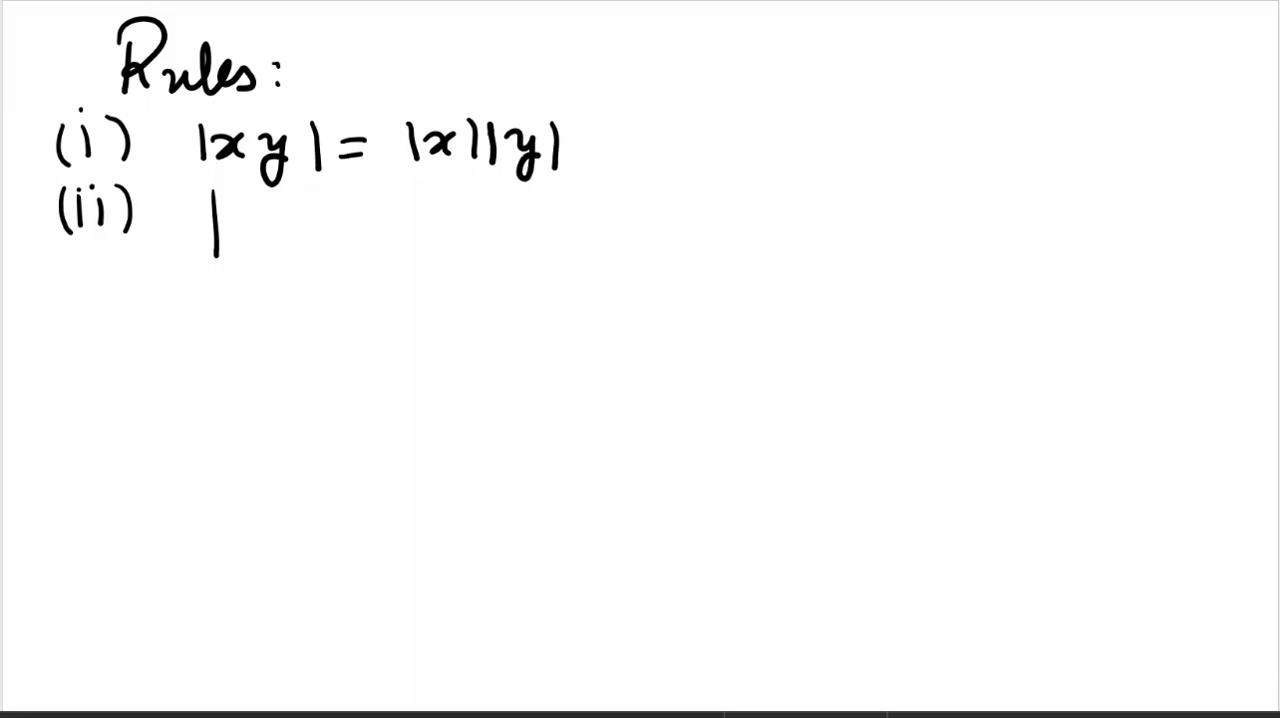 Rules:
(i) |xy| = |x||y|
(ii) |